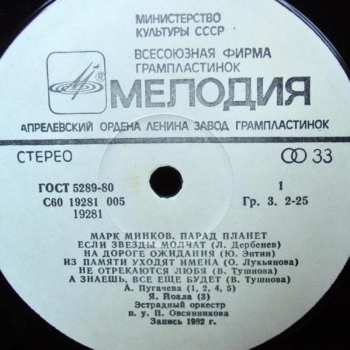 МИНИСТЕРСТВО
КУЛЬТУРЫ СССР
ВСЕСОЮЗНАЯ ФИРМА
ГРАМПЛАСТИНОК
МЕЛОДИЯ
АПРЕЛЕВСКИЙ ОРДЕНА ЛЕНИНА ЗАВОД ГРАМПЛАСТИНОК
СТЕРЕО 33
ГОСТ 5289-80 1
С60 19281 005 Гр. 3. 2-25
19281
МАРК МИНКОВ. ПАРАД ПЛАНЕТ
ЕСЛИ ЗВЕЗДЫ МОЛЧАТ (Л. Дербенев)
НА ДОРОГЕ ОЖИДАНИЯ (Ю. Энтин)
ИЗ ПАМЯТИ УХОДЯТ ИМЕНА (О. Лукьянова)
НЕ ОТРЕКАЮТСЯ ЛЮБЯ (В. Тушнова)
А ЗНАЕШЬ, ВСЕ ЕЩЕ БУДЕТ (В. Тушнова)
А. Пугачева (1, 2, 4, 5)
Я. Йоала (3)
Эстрадный оркестр
п. у П. Овсянникова
Запись 1982 г.